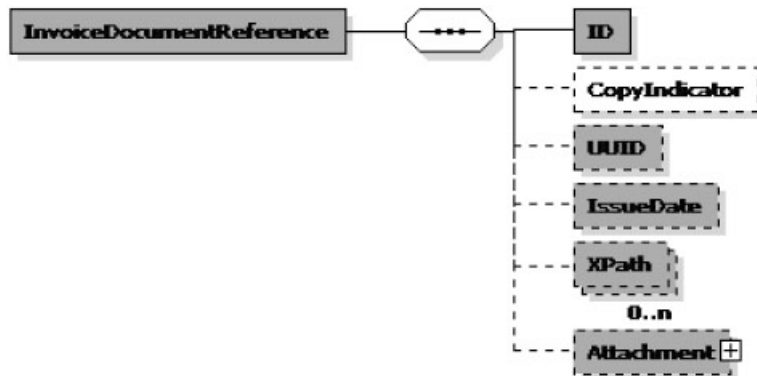 InvoiceDocumentReference
ID
CopyIndicator
UUID
IssueDate
XPath
0..n
Attachment